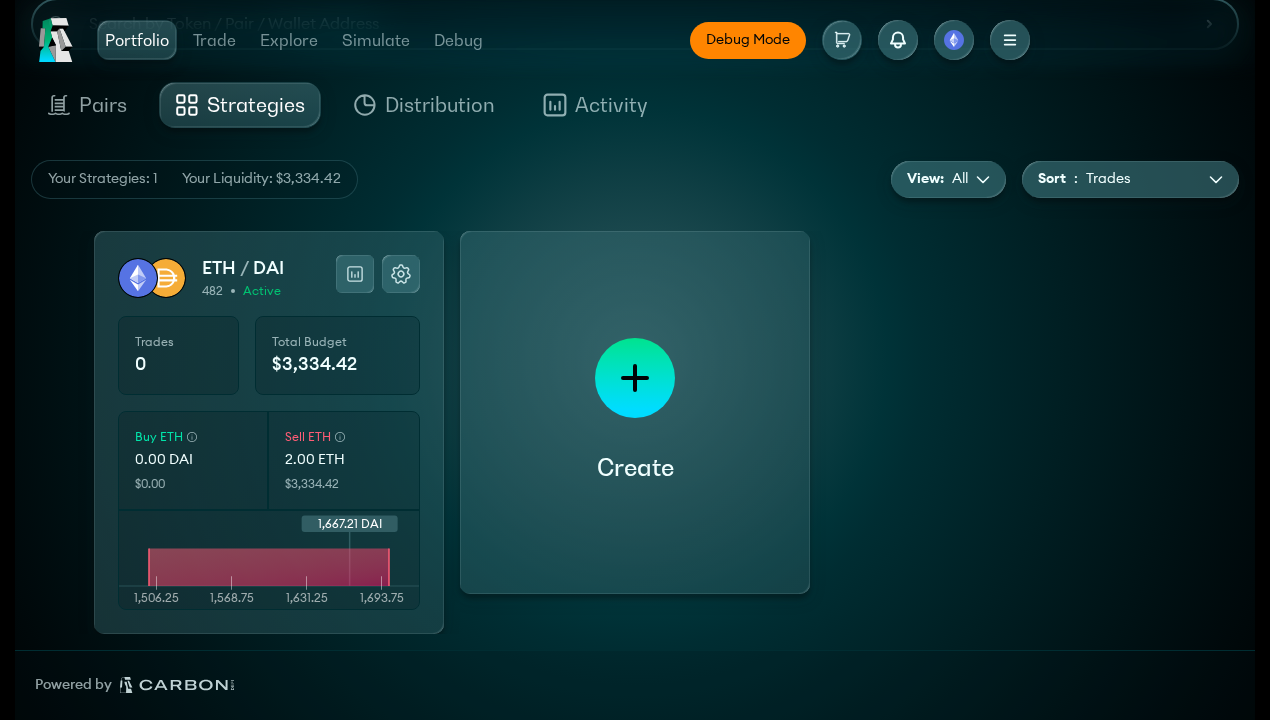 Search by Token / Pair / Wallet Address
Portfolio Trade Explore Simulate Debug
Debug Mode
Pairs Strategies Distribution Activity
Your Strategies: 1 Your Liquidity: $3,334.42
View: All
Sort : Trades
ETH / DAI
482 • Active
Trades
0
Total Budget
$3,334.42
Buy ETH
0.00 DAI
$0.00
Sell ETH
2.00 ETH
$3,334.42
1,667.21 DAI
1,506.25 1,568.75 1,631.25 1,693.75
Create
Powered by CARBON